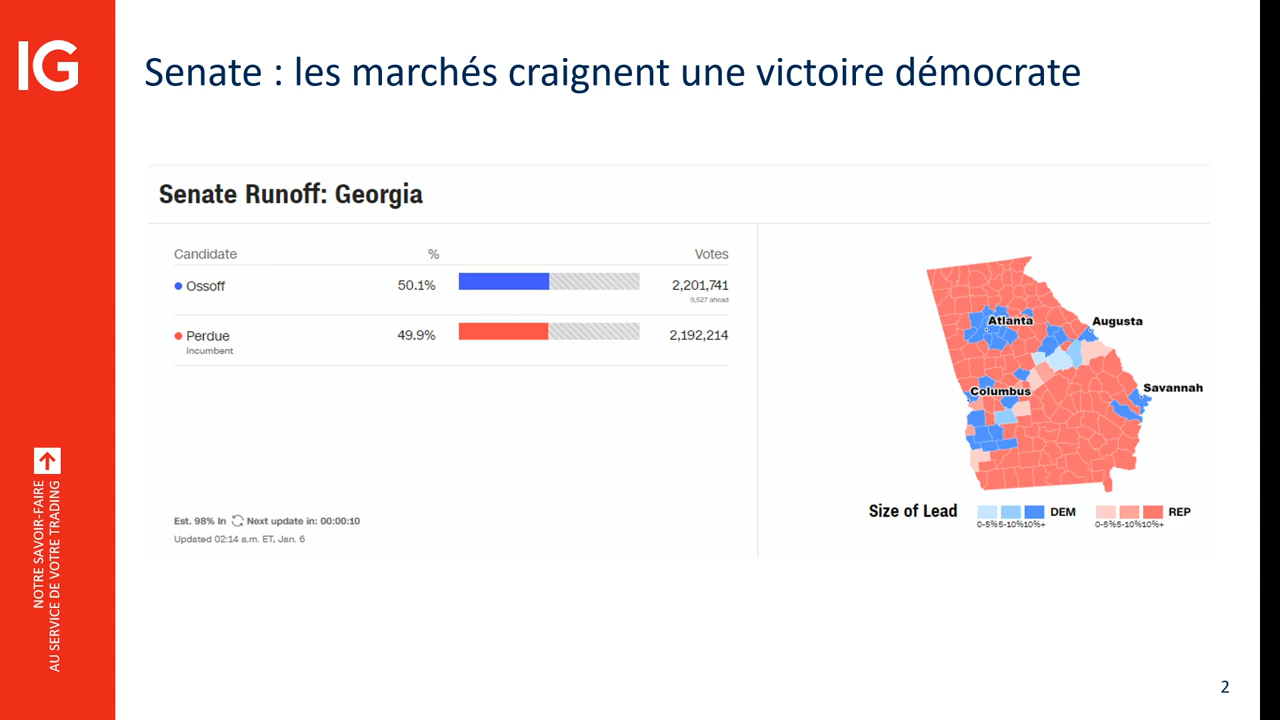 IG
Senate : les marchés craignent une victoire démocrate
Senate Runoff: Georgia
Candidate % Votes
Ossoff 50.1% 2,201,741
9,527 ahead
Perdue 49.9% 2,192,214
Incumbent
Est. 98% In Next update in: 00:00:10
Updated 02:14 a.m. ET, Jan. 6
Atlanta
Augusta
Columbus
Savannah
Size of Lead DEM REP
0-5%5-10%10%+ 0-5%5-10%10%+
NOTRE SAVOIR-FAIRE
AU SERVICE DE VOTRE TRADING
2